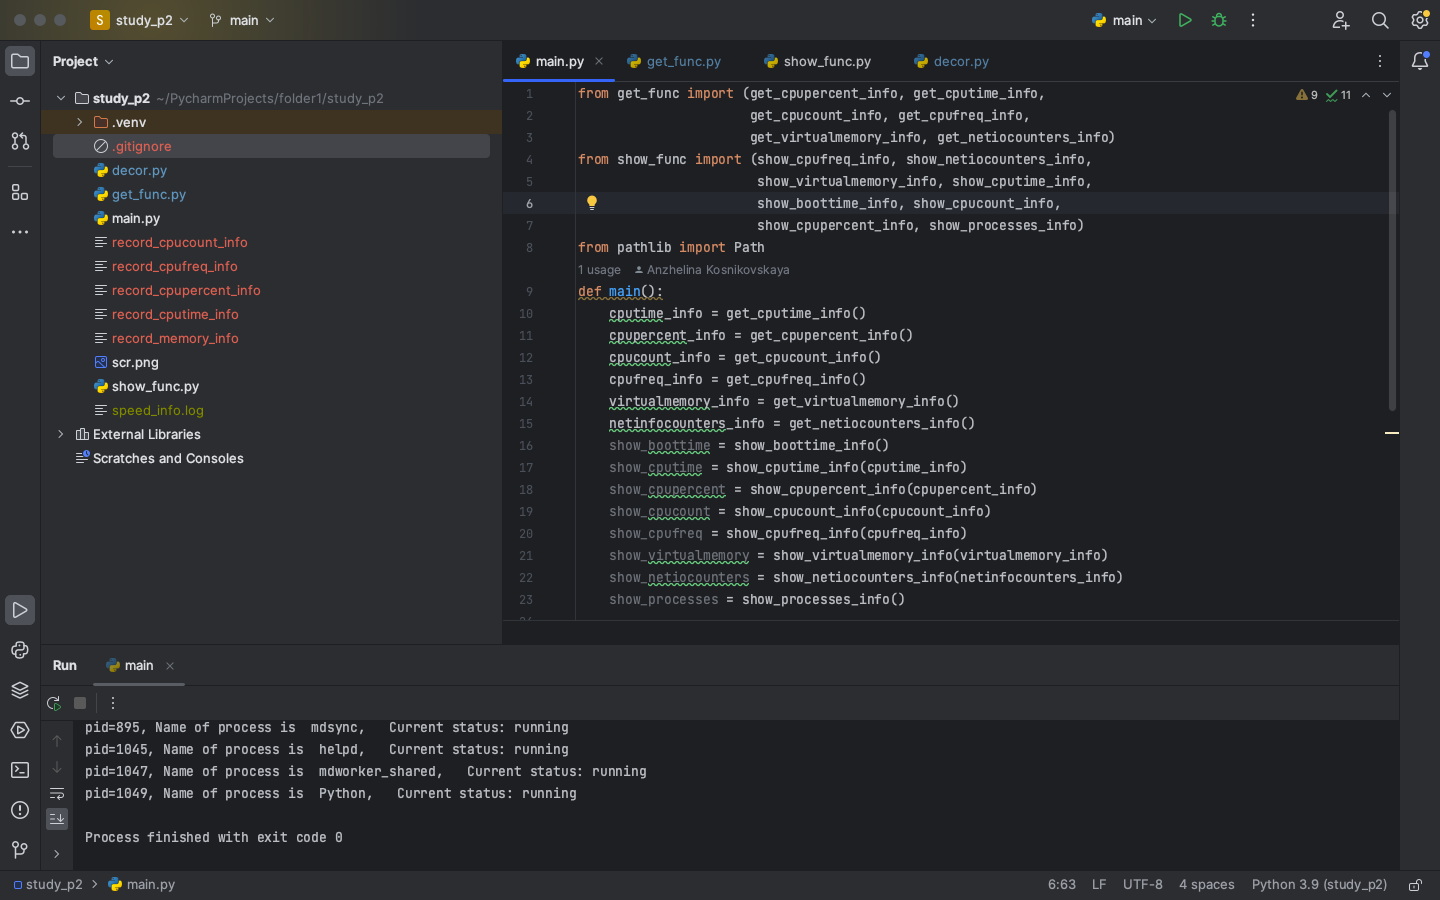 S study_p2 main
main
Project
main.py get_func.py show_func.py decor.py
study_p2 ~/PycharmProjects/folder1/study_p2
.venv
.gitignore
decor.py
get_func.py
main.py
record_cpucount_info
record_cpufreq_info
record_cpupercent_info
record_cputime_info
record_memory_info
scr.png
show_func.py
speed_info.log
External Libraries
Scratches and Consoles
9 11
1 from get_func import (get_cpupercent_info, get_cputime_info,
2 get_cpucount_info, get_cpufreq_info,
3 get_virtualmemory_info, get_netiocounters_info)
4 from show_func import (show_cpufreq_info, show_netiocounters_info,
5 show_virtualmemory_info, show_cputime_info,
6 show_boottime_info, show_cpucount_info,
7 show_cpupercent_info, show_processes_info)
8 from pathlib import Path
1 usage Anzhelina Kosnikovskaya
9 def main():
10 cputime_info = get_cputime_info()
11 cpupercent_info = get_cpupercent_info()
12 cpucount_info = get_cpucount_info()
13 cpufreq_info = get_cpufreq_info()
14 virtualmemory_info = get_virtualmemory_info()
15 netinfocounters_info = get_netiocounters_info()
16 show_boottime = show_boottime_info()
17 show_cputime = show_cputime_info(cputime_info)
18 show_cpupercent = show_cpupercent_info(cpupercent_info)
19 show_cpucount = show_cpucount_info(cpucount_info)
20 show_cpufreq = show_cpufreq_info(cpufreq_info)
21 show_virtualmemory = show_virtualmemory_info(virtualmemory_info)
22 show_netiocounters = show_netiocounters_info(netinfocounters_info)
23 show_processes = show_processes_info()
Run main
pid=895, Name of process is  mdsync,   Current status: running
pid=1045, Name of process is  helpd,   Current status: running
pid=1047, Name of process is  mdworker_shared,   Current status: running
pid=1049, Name of process is  Python,   Current status: running
Process finished with exit code 0
study_p2 main.py 6:63 LF UTF-8 4 spaces Python 3.9 (study_p2)